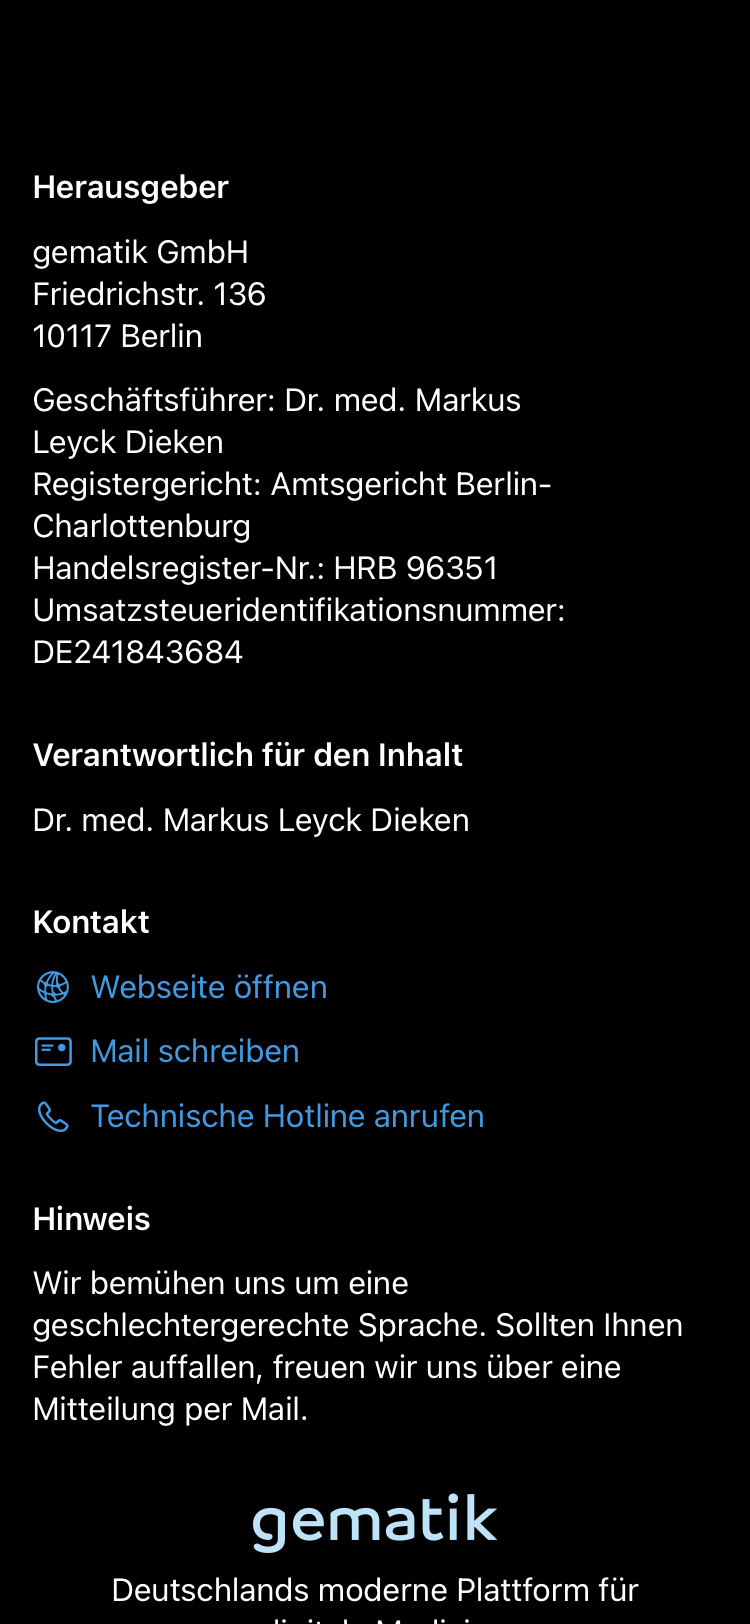 Herausgeber
gematik GmbH
Friedrichstr. 136
10117 Berlin
Geschäftsführer: Dr. med. Markus
Leyck Dieken
Registergericht: Amtsgericht Berlin-
Charlottenburg
Handelsregister-Nr.: HRB 96351
Umsatzsteueridentifikationsnummer:
DE241843684
Verantwortlich für den Inhalt
Dr. med. Markus Leyck Dieken
Kontakt
Webseite öffnen
Mail schreiben
Technische Hotline anrufen
Hinweis
Wir bemühen uns um eine
geschlechtergerechte Sprache. Sollten Ihnen
Fehler auffallen, freuen wir uns über eine
Mitteilung per Mail.
gematik
Deutschlands moderne Plattform für